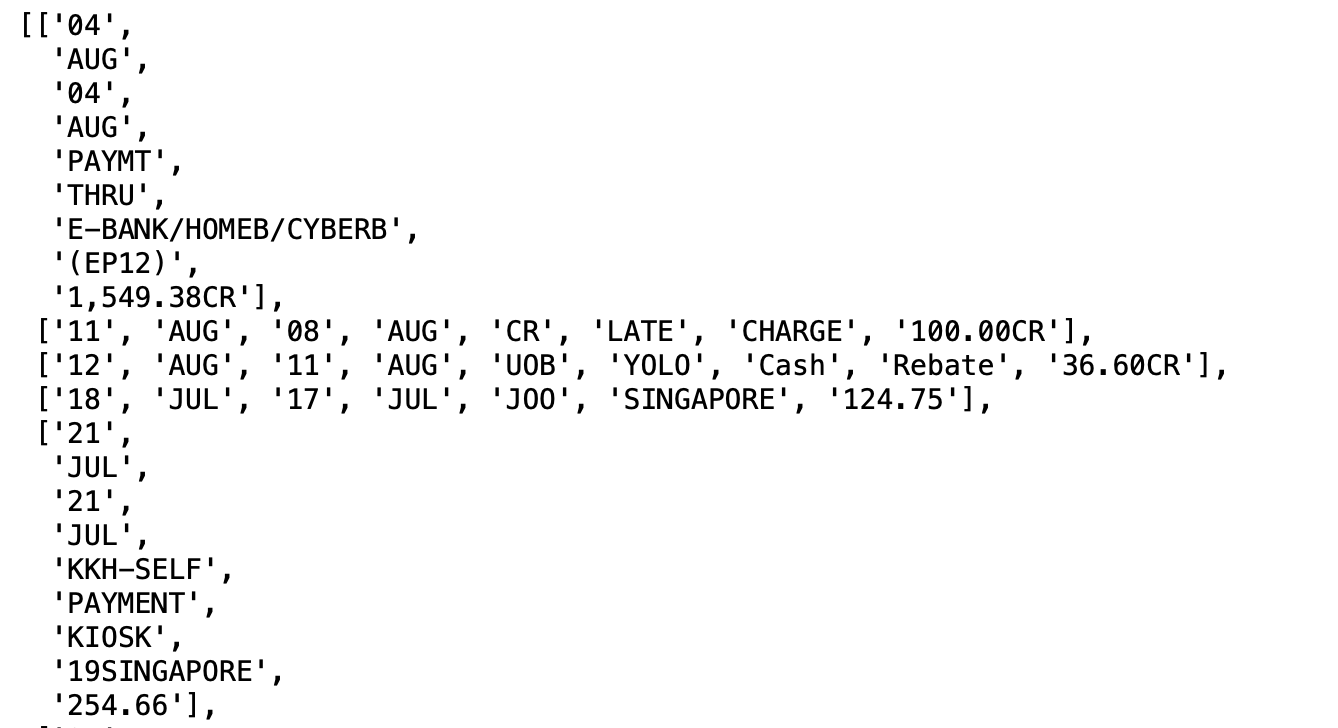 [['04',
'AUG',
'04',
'AUG',
'PAYMT',
'THRU',
'E-BANK/HOMEB/CYBERB',
'(EP12)',
'1,549.38CR'],
['11', 'AUG', '08', 'AUG', 'CR', 'LATE', 'CHARGE', '100.00CR'],
['12', 'AUG', '11', 'AUG', 'UOB', 'YOLO', 'Cash', 'Rebate', '36.60CR'],
['18', 'JUL', '17', 'JUL', 'JOO', 'SINGAPORE', '124.75'],
['21',
'JUL',
'21',
'JUL',
'KKH-SELF',
'PAYMENT',
'KIOSK',
'19SINGAPORE',
'254.66'],